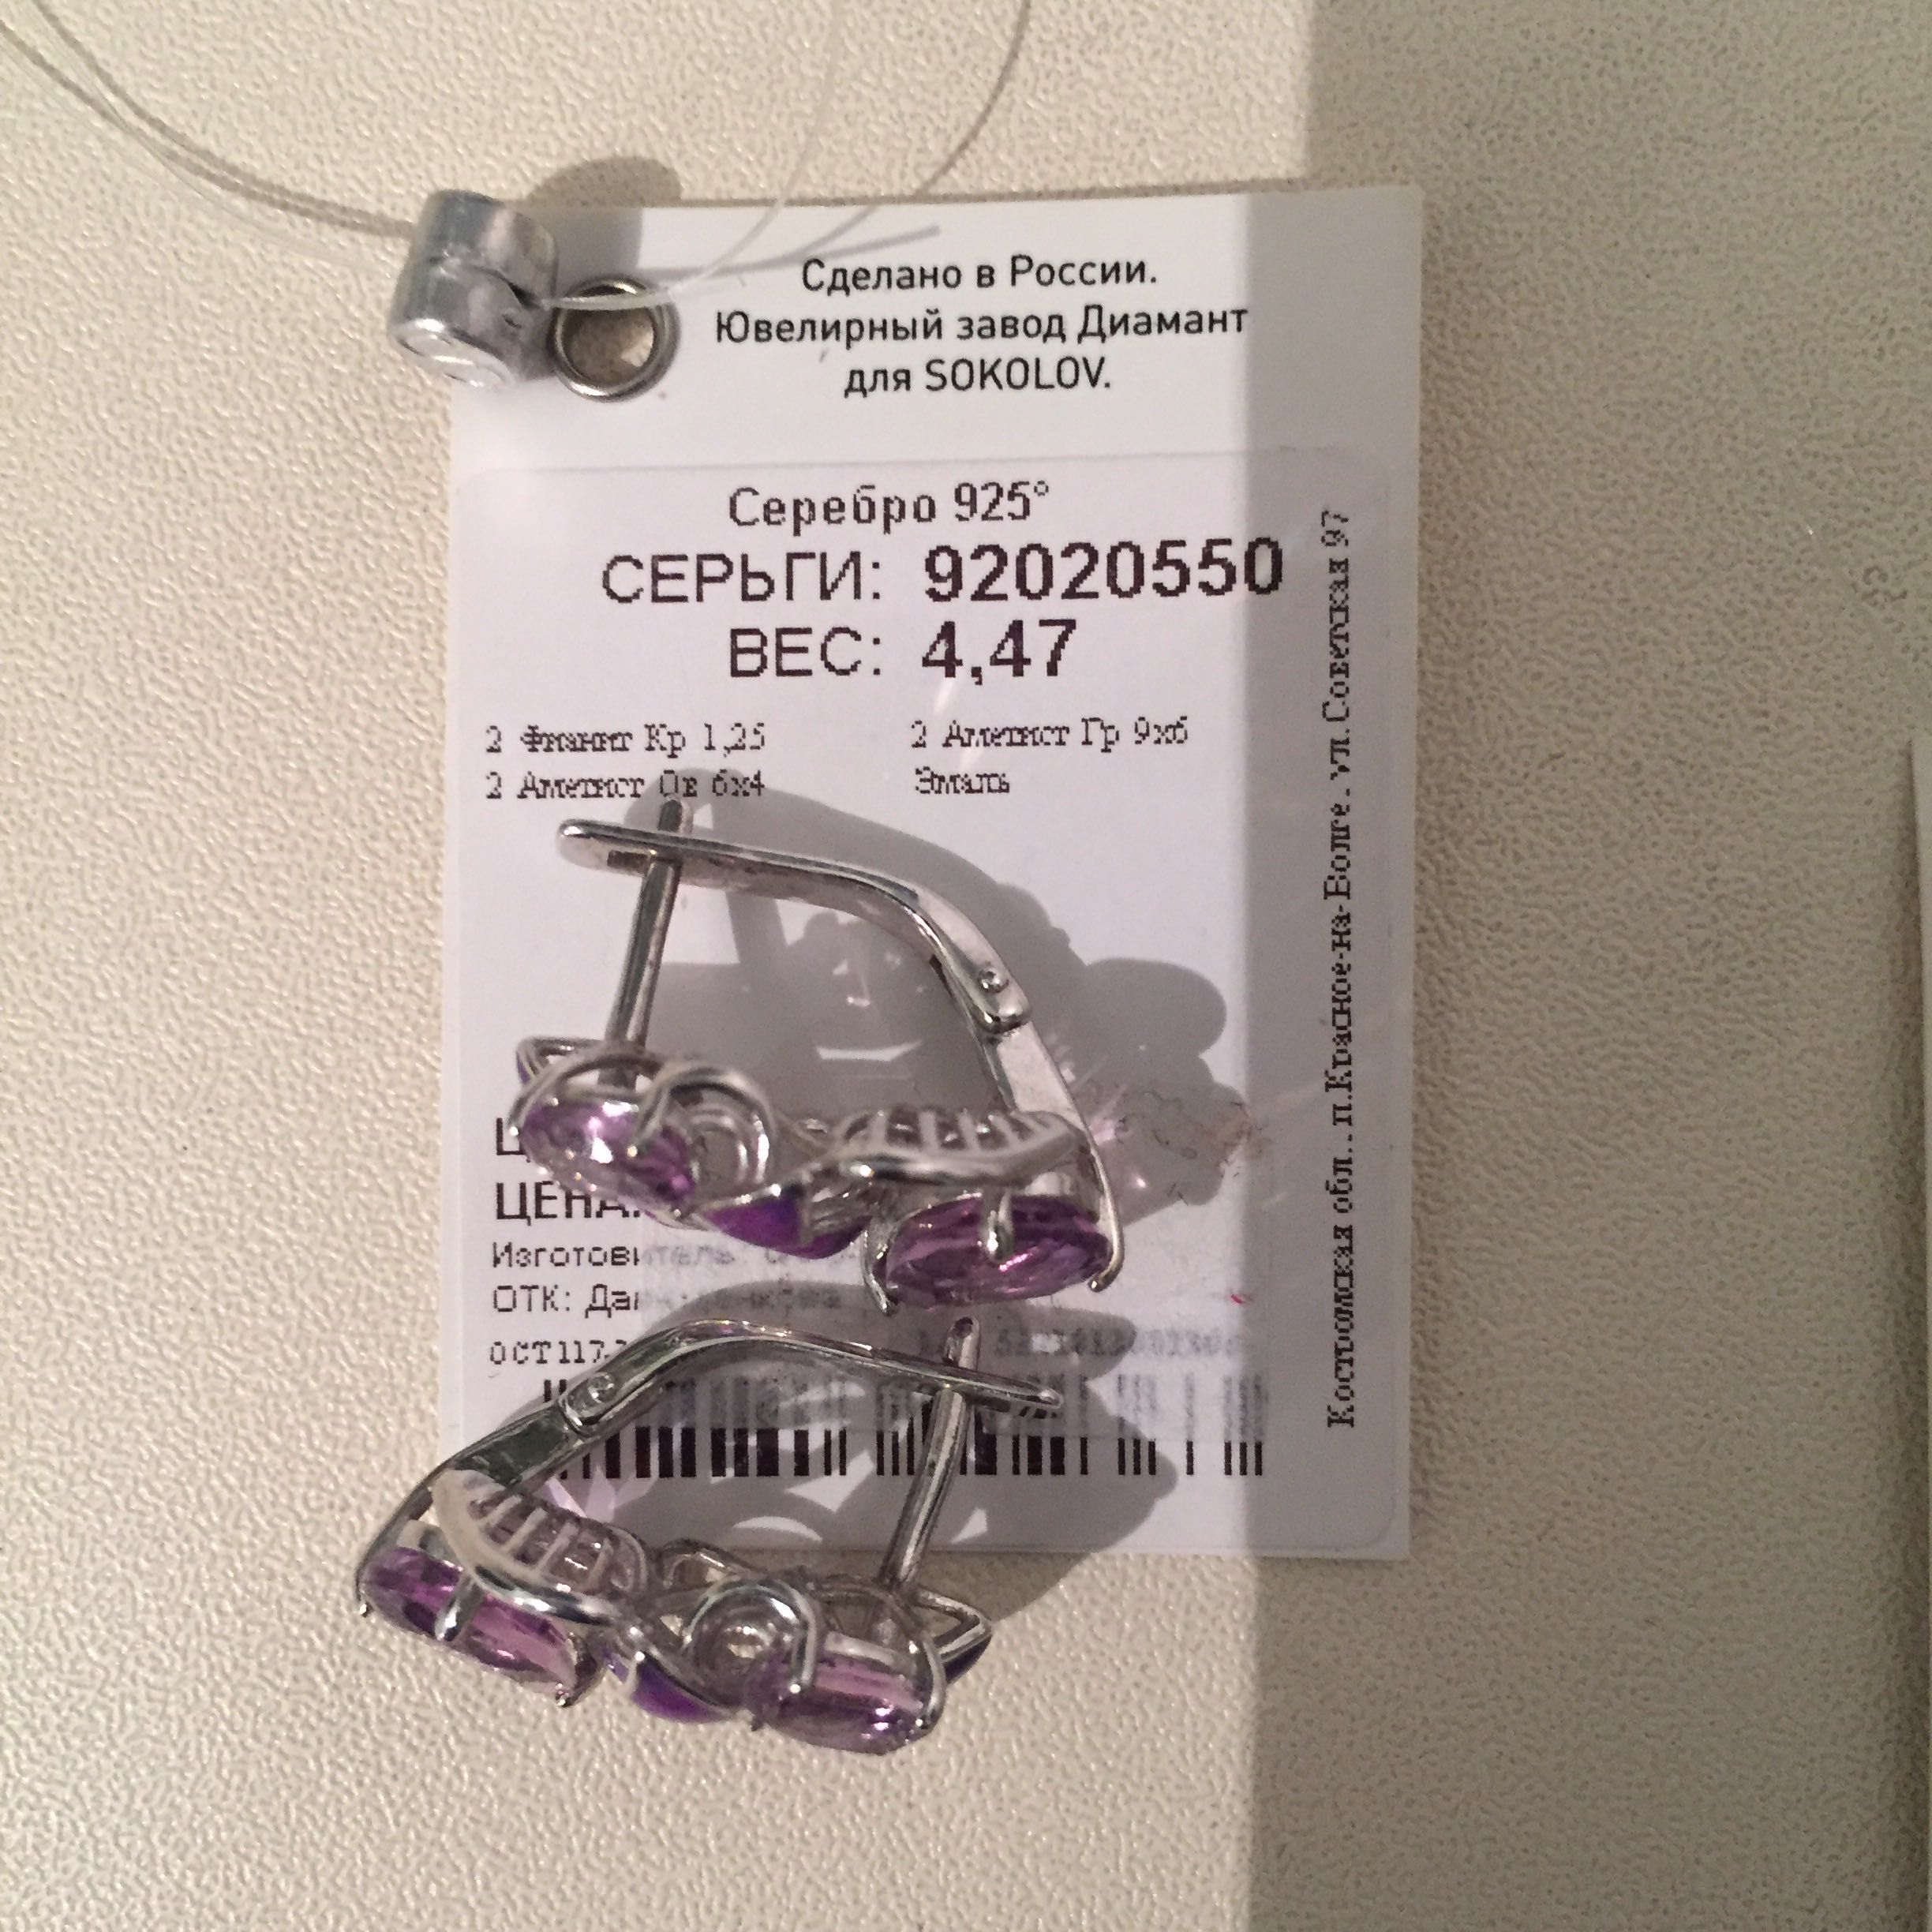 Сделано в России.
Ювелирный завод Диамант
для SOKOLOV.
Серебро 925°
СЕРЬГИ: 92020550
ВЕС: 4,47
2 Фианит Кр 1,25 2 Аметист Гр 9х6
2 Аметист Ов 6х4 Эмаль
ЦЕНА
Изготовитель:
ОТК:
ОСТ117-
Костромская обл., п.Красное-на-Волге, ул.Советская 97